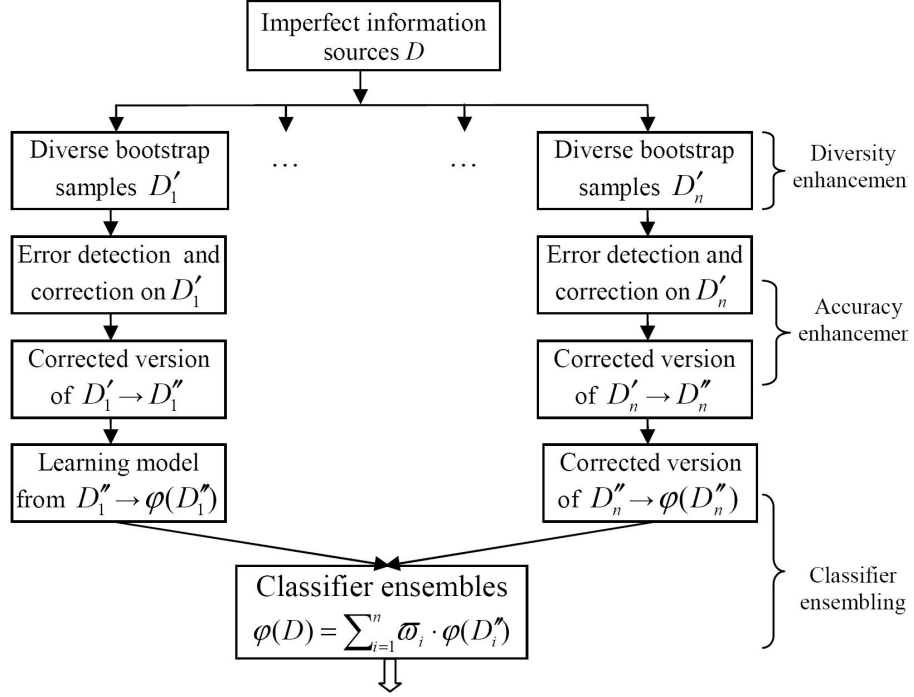 Imperfect information
sources D
Diverse bootstrap
samples D′₁
…
…
Diverse bootstrap
samples D′ₙ
Diversity
enhancement
Error detection and
correction on D′₁
Error detection and
correction on D′ₙ
Accuracy
enhancement
Corrected version
of D′₁ → D″₁
Corrected version
of D′ₙ → D″ₙ
Learning model
from D″₁ → φ(D″₁)
Corrected version
of D″ₙ → φ(D″ₙ)
Classifier ensembles
φ(D) = ∑ⁿᵢ₌₁ ϖᵢ · φ(D″ᵢ)
Classifier
ensembling